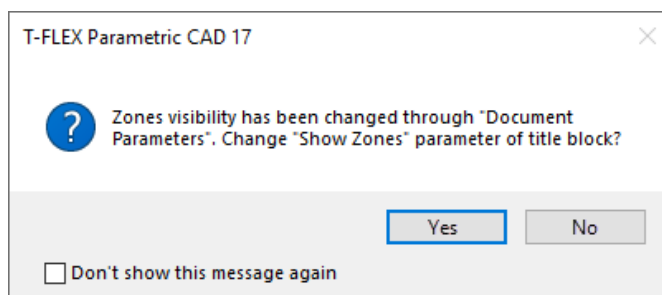 T-FLEX Parametric CAD 17
Zones visibility has been changed through "Document
Parameters". Change "Show Zones" parameter of title block?
Yes
No
Don't show this message again